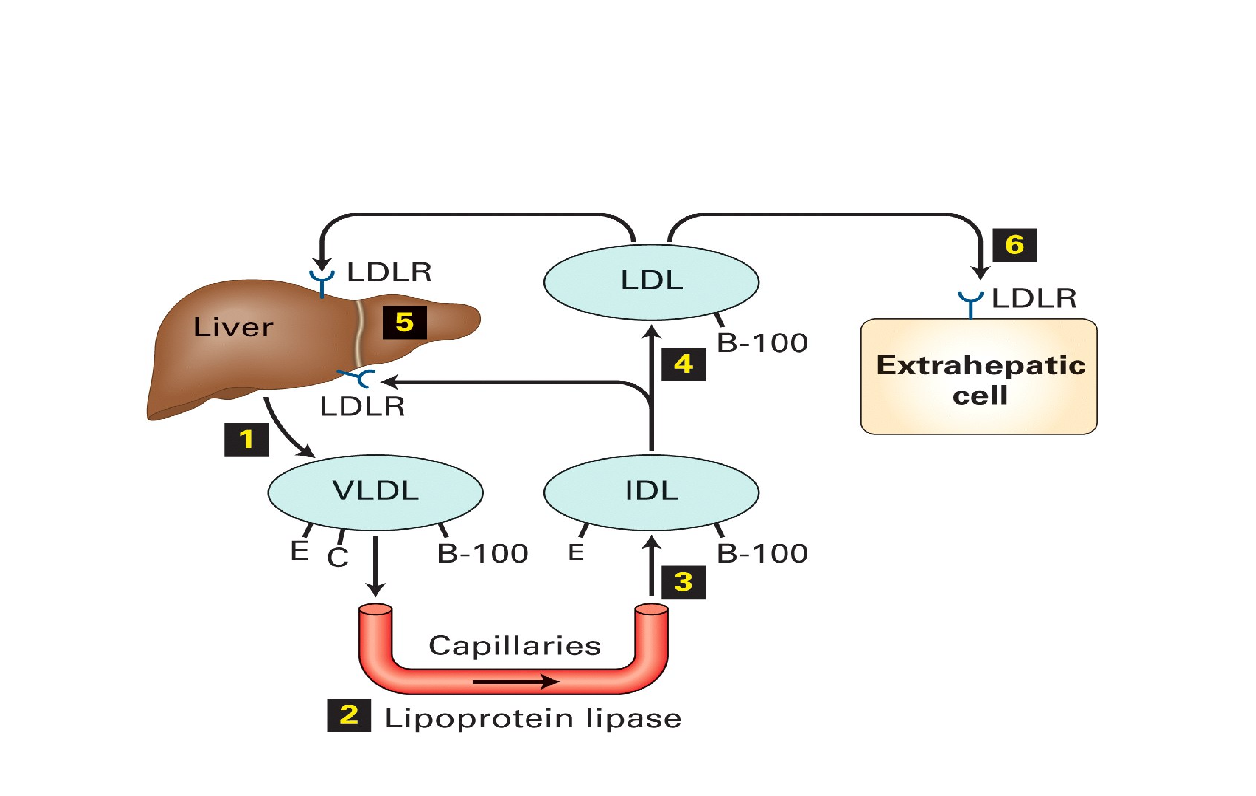 6
LDLR
LDL
LDLR
Liver
5
B-100
4
Extrahepatic
cell
LDLR
1
VLDL
IDL
E
C
B-100
E
B-100
3
Capillaries
2
Lipoprotein lipase